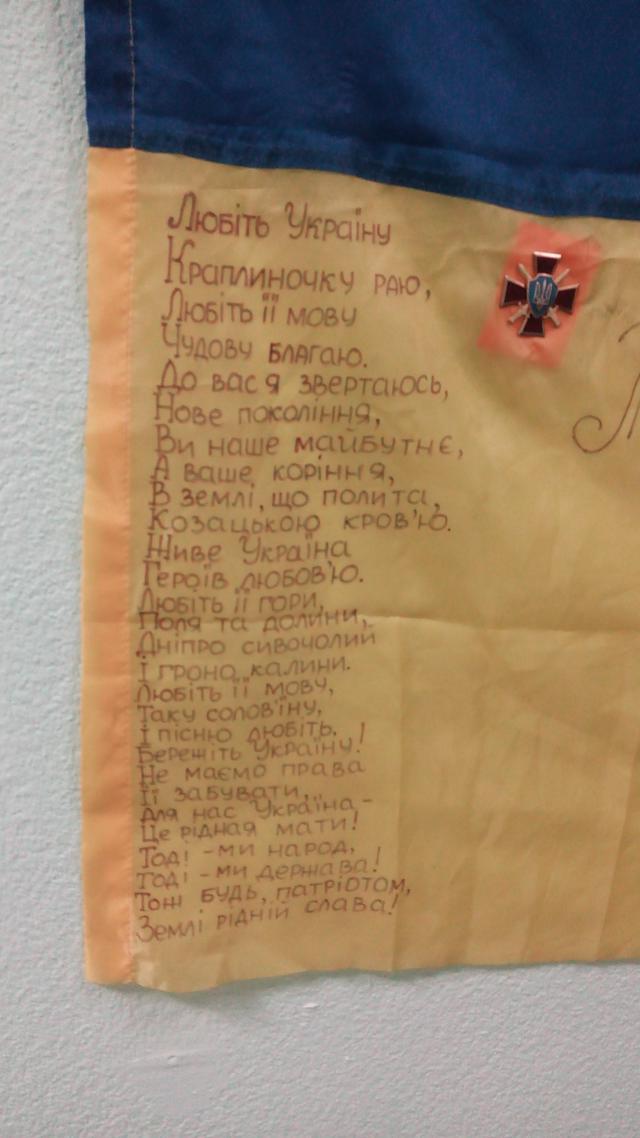 Любіть Україну
Краплиночку раю,
Любіть її мову
Чудову благаю.
До вас я звертаюсь,
Нове покоління,
Ви наше майбутнє,
А ваше коріння,
В землі, що полита,
Козацькою кров'ю.
Живе Україна
Героїв любов'ю.
Любіть її гори,
Поля та долини,
Дніпро сивочолий
І грона калини.
Любіть її мову,
Таку солов'їну,
І пісню любіть.
Бережіть Україну!
Не маємо права
Її забувати,
Для нас Україна -
Це рідная мати!
Тоді - ми народ,
Тоді - ми держава!
Тож будь, патріотом,
Землі рідній слава!